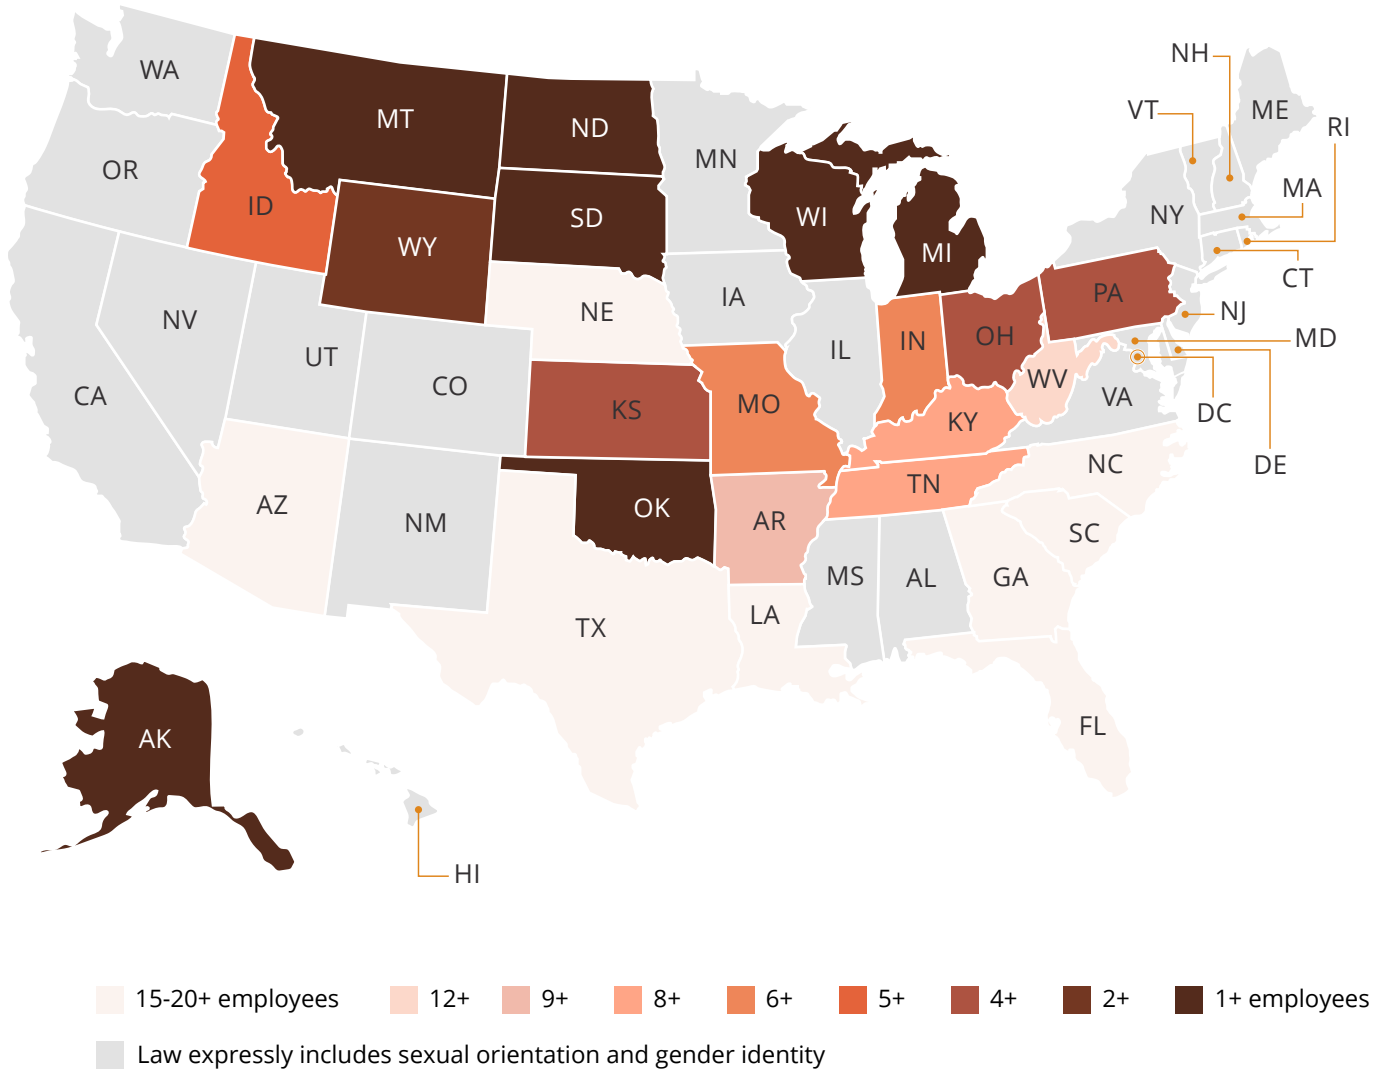 NH
WA
VT
ME
MT
RI
ND
MN
OR
MA
ID
SD
WI
NY
WY
MI
CT
PA
NE
IA
NJ
NV
MD
IN
OH
IL
UT
WV
CO
CA
VA
KS
MO
DC
KY
NC
DE
TN
AZ
OK
NM
AR
SC
MS
AL
GA
LA
TX
FL
AK
HI
15-20+ employees 12+ 9+ 8+ 6+ 5+ 4+ 2+ 1+ employees
Law expressly includes sexual orientation and gender identity